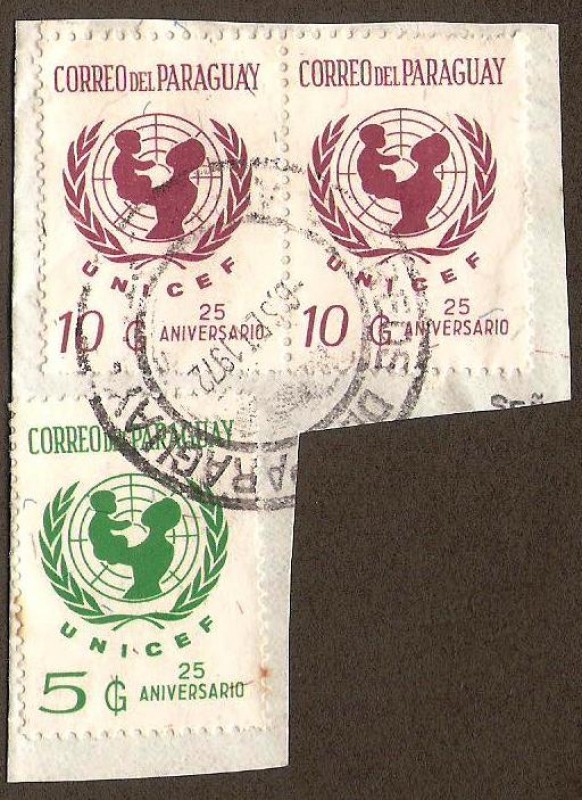 CORREO DEL PARAGUAY
UNICEF
10 ₲ 25
ANIVERSARIO
CORREO DEL PARAGUAY
UNICEF
10 ₲ 25
ANIVERSARIO
1972
PARAGUAY
CORREO DEL PARAGUAY
UNICEF
5 ₲ 25
ANIVERSARIO